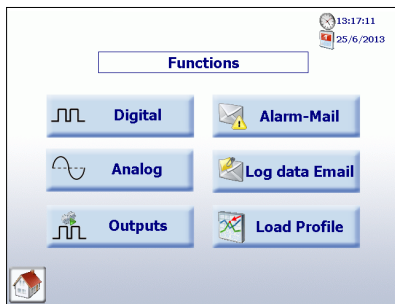 13:17:11
25/6/2013
Functions
Digital
Alarm-Mail
Analog
Log data Email
Outputs
Load Profile